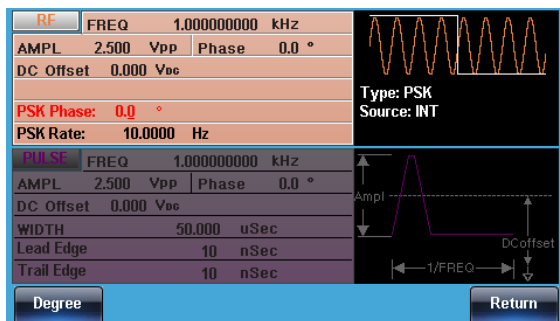 RF FREQ 1.000000000 kHz
AMPL 2.500 Vpp Phase 0.0 °
DC Offset 0.000 VDC
PSK Phase: 0.0 °
PSK Rate: 10.0000 Hz
Type: PSK
Source: INT
PULSE FREQ 1.000000000 kHz
AMPL 2.500 Vpp Phase 0.0 °
DC Offset 0.000 VDC
WIDTH 50.000 uSec
Lead Edge 10 nSec
Trail Edge 10 nSec
Ampl
DCoffset
1/FREQ
Degree
Return